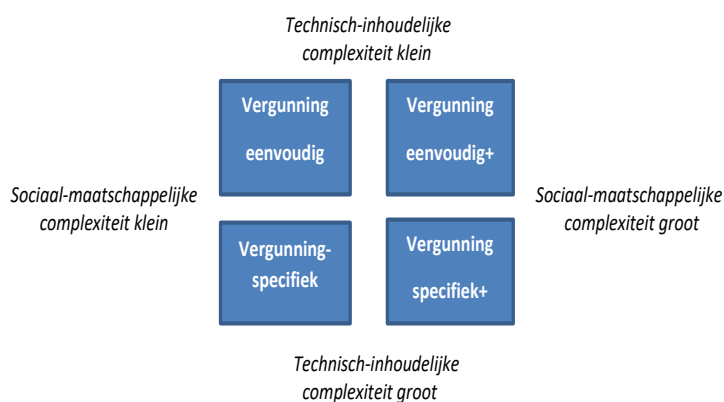 Technisch-inhoudelijke
complexiteit klein
Vergunning
eenvoudig
Vergunning
eenvoudig+
Sociaal-maatschappelijke
complexiteit klein
Sociaal-maatschappelijke
complexiteit groot
Vergunning-
specifiek
Vergunning
specifiek+
Technisch-inhoudelijke
complexiteit groot